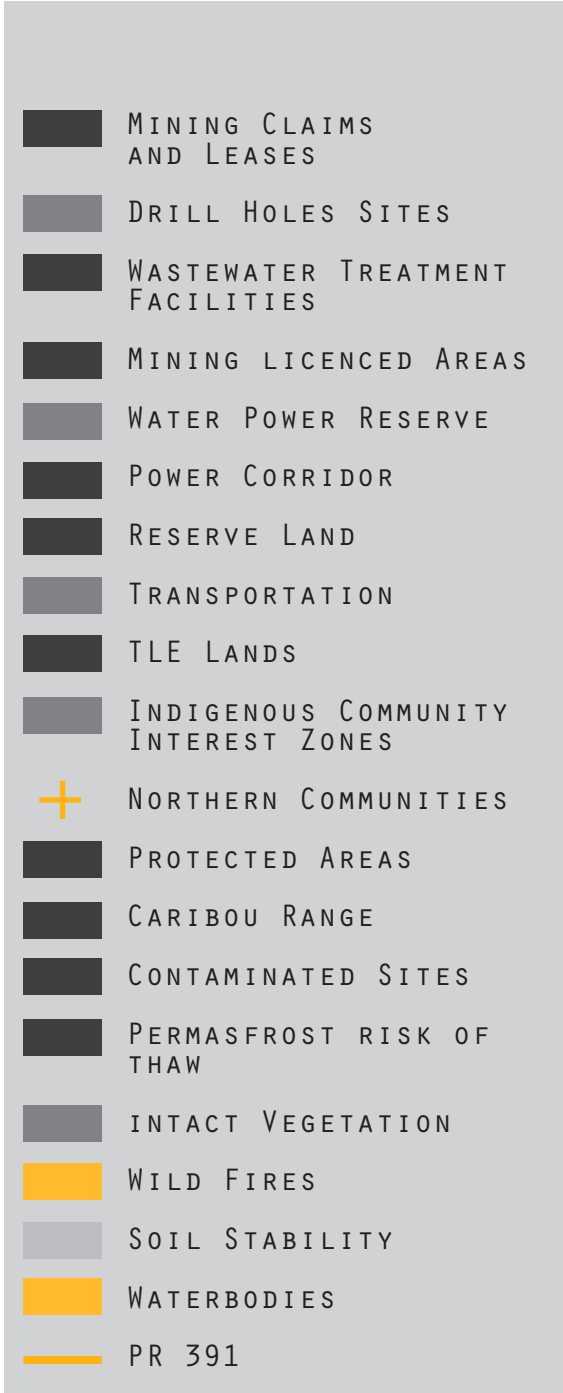 Mining Claims
and Leases
Drill Holes Sites
Wastewater Treatment
Facilities
Mining licenced Areas
Water Power Reserve
Power Corridor
Reserve Land
Transportation
TLE Lands
Indigenous Community
Interest Zones
Northern Communities
Protected Areas
Caribou Range
Contaminated Sites
Permasfrost risk of
thaw
intact Vegetation
Wild Fires
Soil Stability
Waterbodies
PR 391